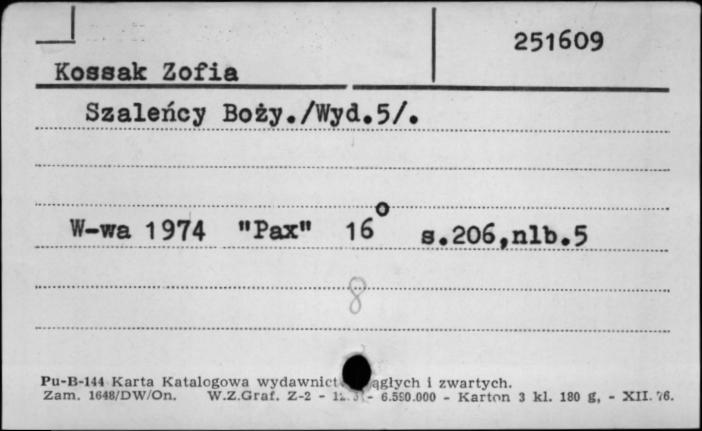 251609
Kossak Zofia
Szaleńcy Boży./Wyd.5/.
W-wa 1974 "Pax" 16° s.206,nlb.5
8
Pu-B-144 Karta Katalogowa wydawnict ągłych i zwartych.
Zam. 1648/DW/On. W.Z.Graf. Z-2 - - 6.590.000 - Karton 3 kl. 180 g, - XII. 76.